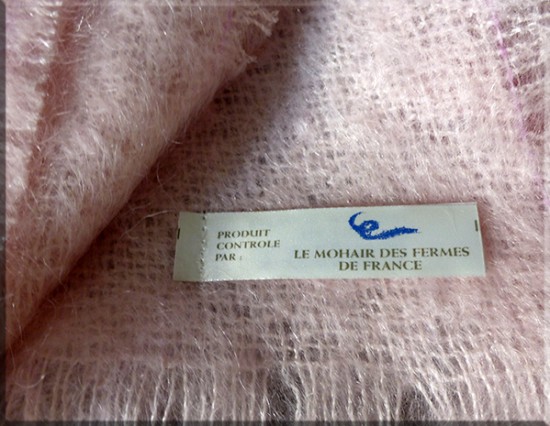 PRODUIT
CONTROLE
PAR :
LE MOHAIR DES FERMES
DE FRANCE